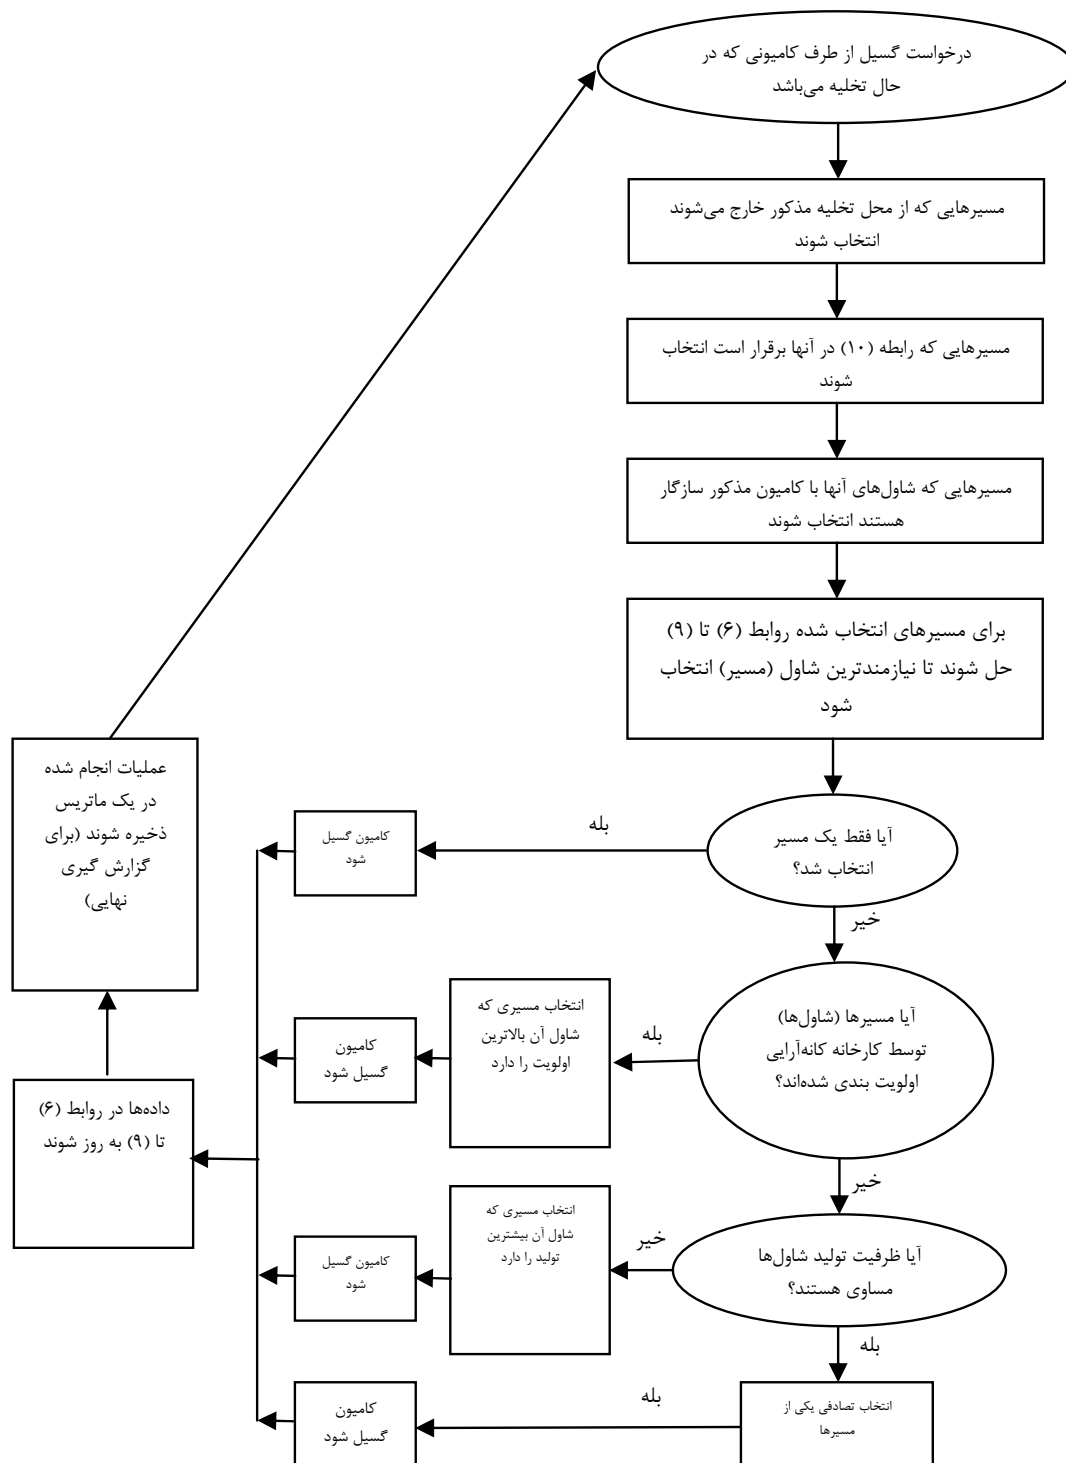 درخواست گسیل از طرف کامیونی که در
حال تخلیه می‌باشد
مسیرهایی که از محل تخلیه مذکور خارج می‌شوند
انتخاب شوند
مسیرهایی که رابطه (۱۰) در آنها برقرار است انتخاب
شوند
مسیرهایی که شاول‌های آنها با کامیون مذکور سازگار
هستند انتخاب شوند
برای مسیرهای انتخاب شده روابط (۶) تا (۹)
حل شوند تا نیازمندترین شاول (مسیر) انتخاب
شود
آیا فقط یک مسیر
انتخاب شد؟
بله
کامیون گسیل
شود
خیر
آیا مسیرها (شاول‌ها)
توسط کارخانه کانه‌آرایی
اولویت بندی شده‌اند؟
بله
انتخاب مسیری که
شاول آن بالاترین
اولویت را دارد
کامیون
گسیل شود
خیر
آیا ظرفیت تولید شاول‌ها
مساوی هستند؟
خیر
انتخاب مسیری که
شاول آن بیشترین
تولید را دارد
کامیون گسیل
شود
بله
انتخاب تصادفی یکی از
مسیرها
بله
کامیون
گسیل شود
داده‌ها در روابط (۶)
تا (۹) به روز شوند
عملیات انجام شده
در یک ماتریس
ذخیره شوند (برای
گزارش گیری
نهایی)